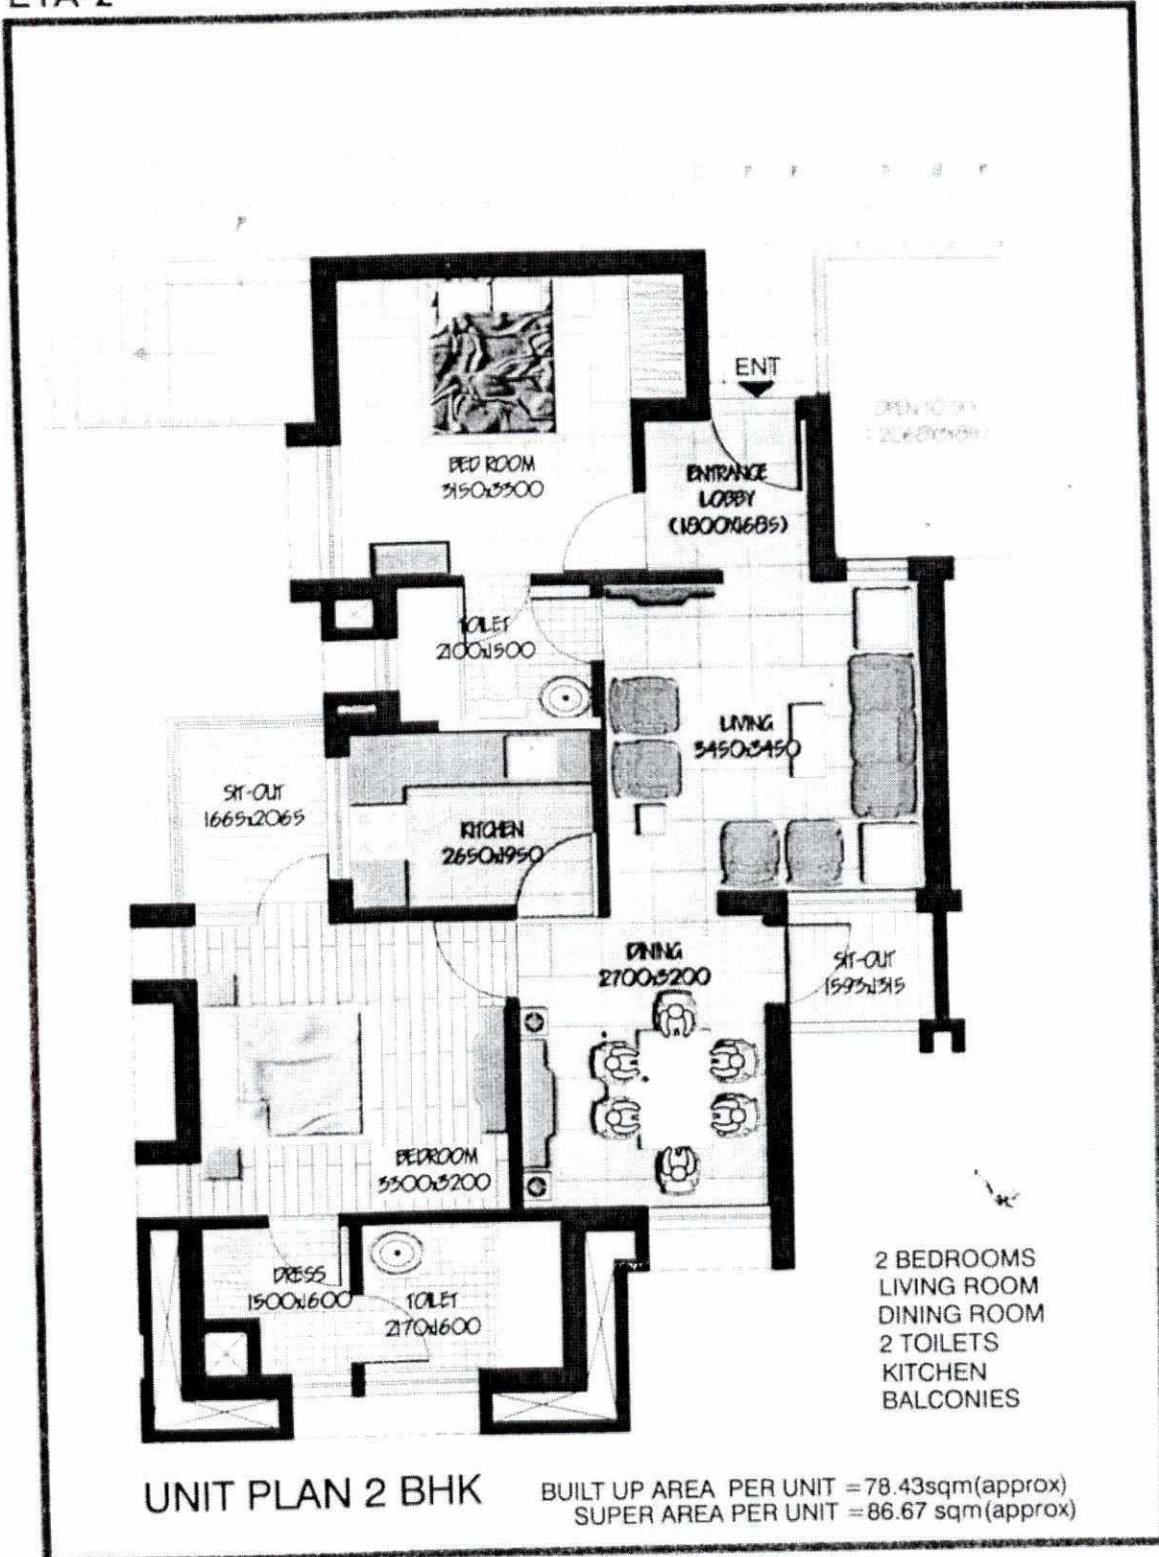 ENT
BED ROOM
3150x3300
ENTRANCE
LOBBY
(1800x1685)
TOILET
2100x1500
LIVING
3450x3450
SIT-OUT
1665x2065
KITCHEN
2650x1950
DINING
2700x3200
SIT-OUT
1593x1315
BEDROOM
3300x3200
DRESS
1500x1600
TOILET
2170x1600
2 BEDROOMS
LIVING ROOM
DINING ROOM
2 TOILETS
KITCHEN
BALCONIES
UNIT PLAN 2 BHK
BUILT UP AREA PER UNIT =78.43sqm(approx)
SUPER AREA PER UNIT =86.67 sqm(approx)